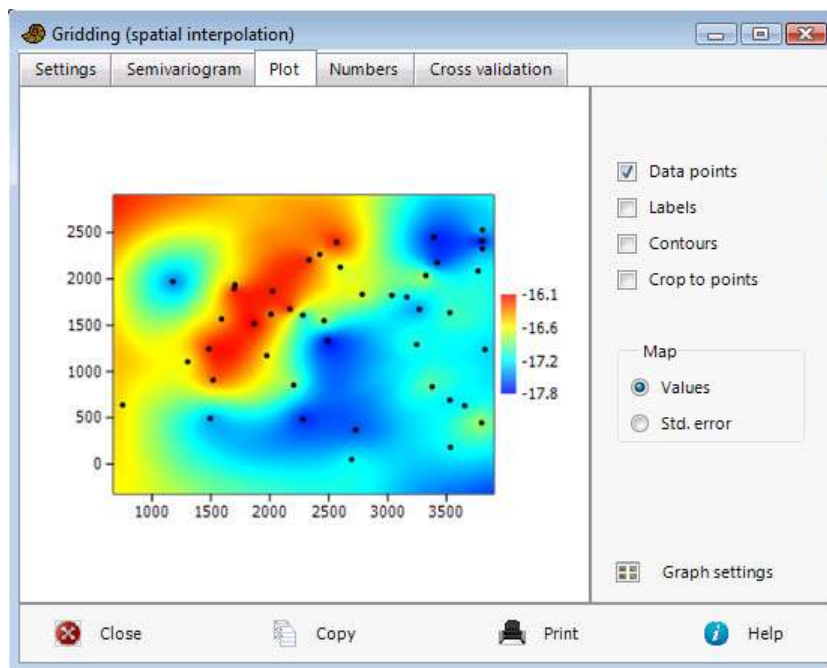 Gridding (spatial interpolation)
Settings Semivariogram Plot Numbers Cross validation
Data points
Labels
Contours
Crop to points
Map
Values
Std. error
Graph settings
2500
2000
1500
1000
500
0
1000 1500 2000 2500 3000 3500
-16.1
-16.6
-17.2
-17.8
Close Copy Print Help